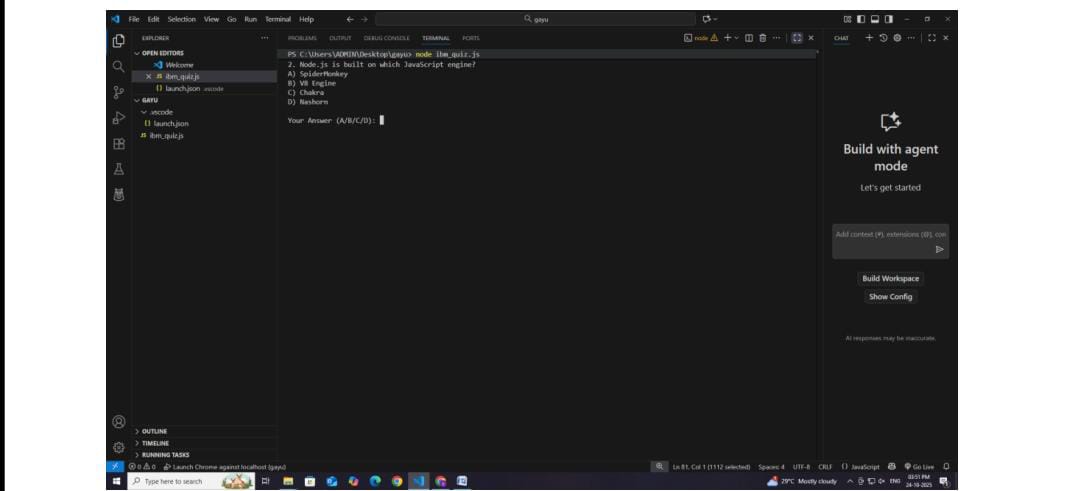 File Edit Selection View Go Run Terminal Help
gayu
EXPLORER
OPEN EDITORS
Welcome
JS ibm_quiz.js
{} launch.json .vscode
GAYU
.vscode
{} launch.json
JS ibm_quiz.js
OUTLINE
TIMELINE
RUNNING TASKS
PROBLEMS OUTPUT DEBUG CONSOLE TERMINAL PORTS
node
PS C:\Users\ADMIN\Desktop\gayu> node ibm_quiz.js
2. Node.js is built on which JavaScript engine?
A) SpiderMonkey
B) V8 Engine
C) Chakra
D) Nashorn
Your Answer (A/B/C/D):
CHAT
Build with agent
mode
Let's get started
Add context (#), extensions (@), com
Build Workspace
Show Config
AI responses may be inaccurate.
0 0 Launch Chrome against localhost (gayu)
Ln 81, Col 1 (1112 selected) Spaces: 4 UTF-8 CRLF {} JavaScript Go Live
Type here to search
29°C Mostly cloudy ENG
03:51 PM
24-10-2025